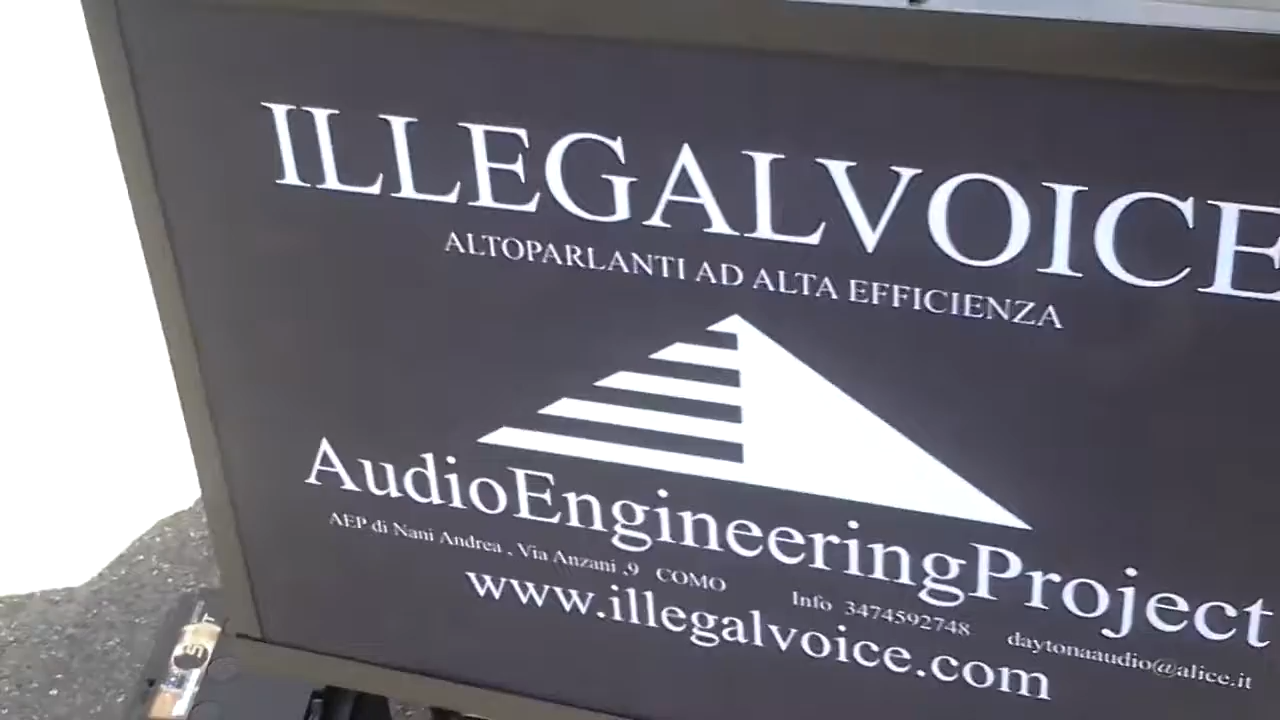 ILLEGALVOICE
ALTOPARLANTI AD ALTA EFFICIENZA
AudioEngineeringProject
AEP di Nani Andrea , Via Anzani ,9 COMO Info 3474592748 daytonaaudio@alice.it
www.illegalvoice.com